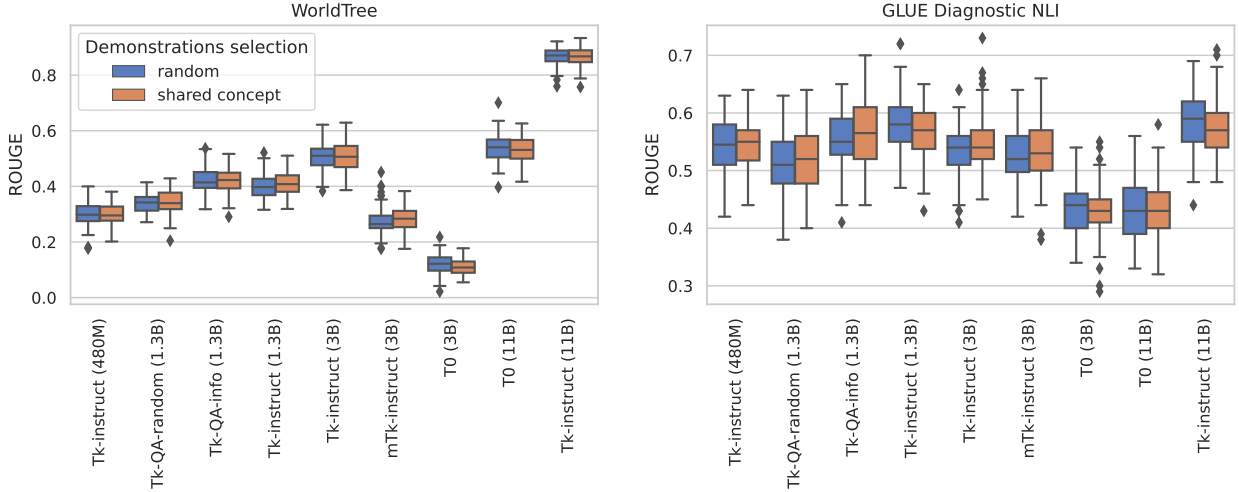 WorldTree
Demonstrations selection
random
shared concept
ROUGE
0.8
0.6
0.4
0.2
0.0
Tk-instruct (480M)
Tk-QA-random (1.3B)
Tk-QA-info (1.3B)
Tk-instruct (1.3B)
Tk-instruct (3B)
mTk-instruct (3B)
T0 (3B)
T0 (11B)
Tk-instruct (11B)
GLUE Diagnostic NLI
ROUGE
0.7
0.6
0.5
0.4
0.3
Tk-instruct (480M)
Tk-QA-random (1.3B)
Tk-QA-info (1.3B)
Tk-instruct (1.3B)
Tk-instruct (3B)
mTk-instruct (3B)
T0 (3B)
T0 (11B)
Tk-instruct (11B)